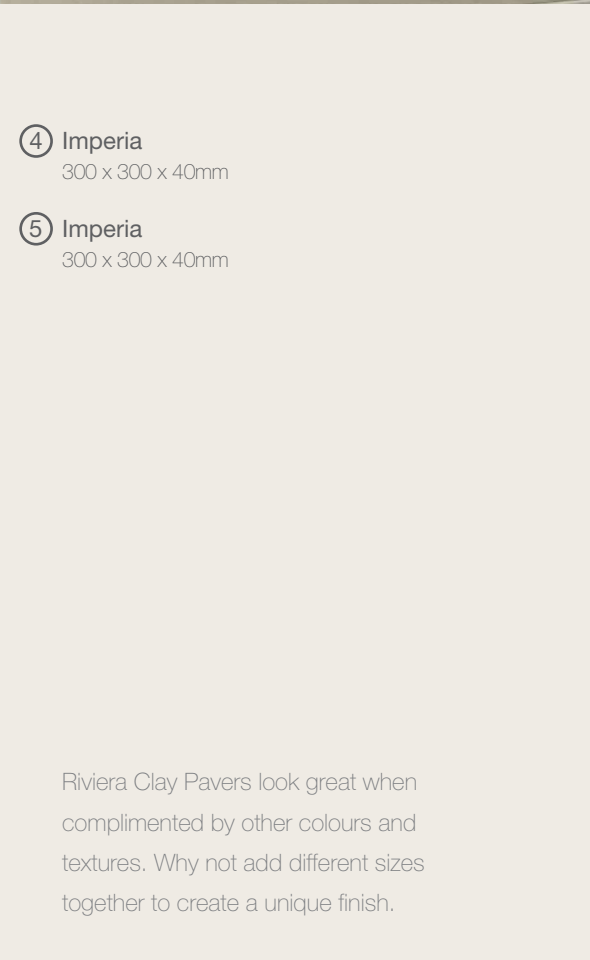 4 Imperia
300 x 300 x 40mm
5 Imperia
300 x 300 x 40mm
Riviera Clay Pavers look great when
complimented by other colours and
textures. Why not add different sizes
together to create a unique finish.